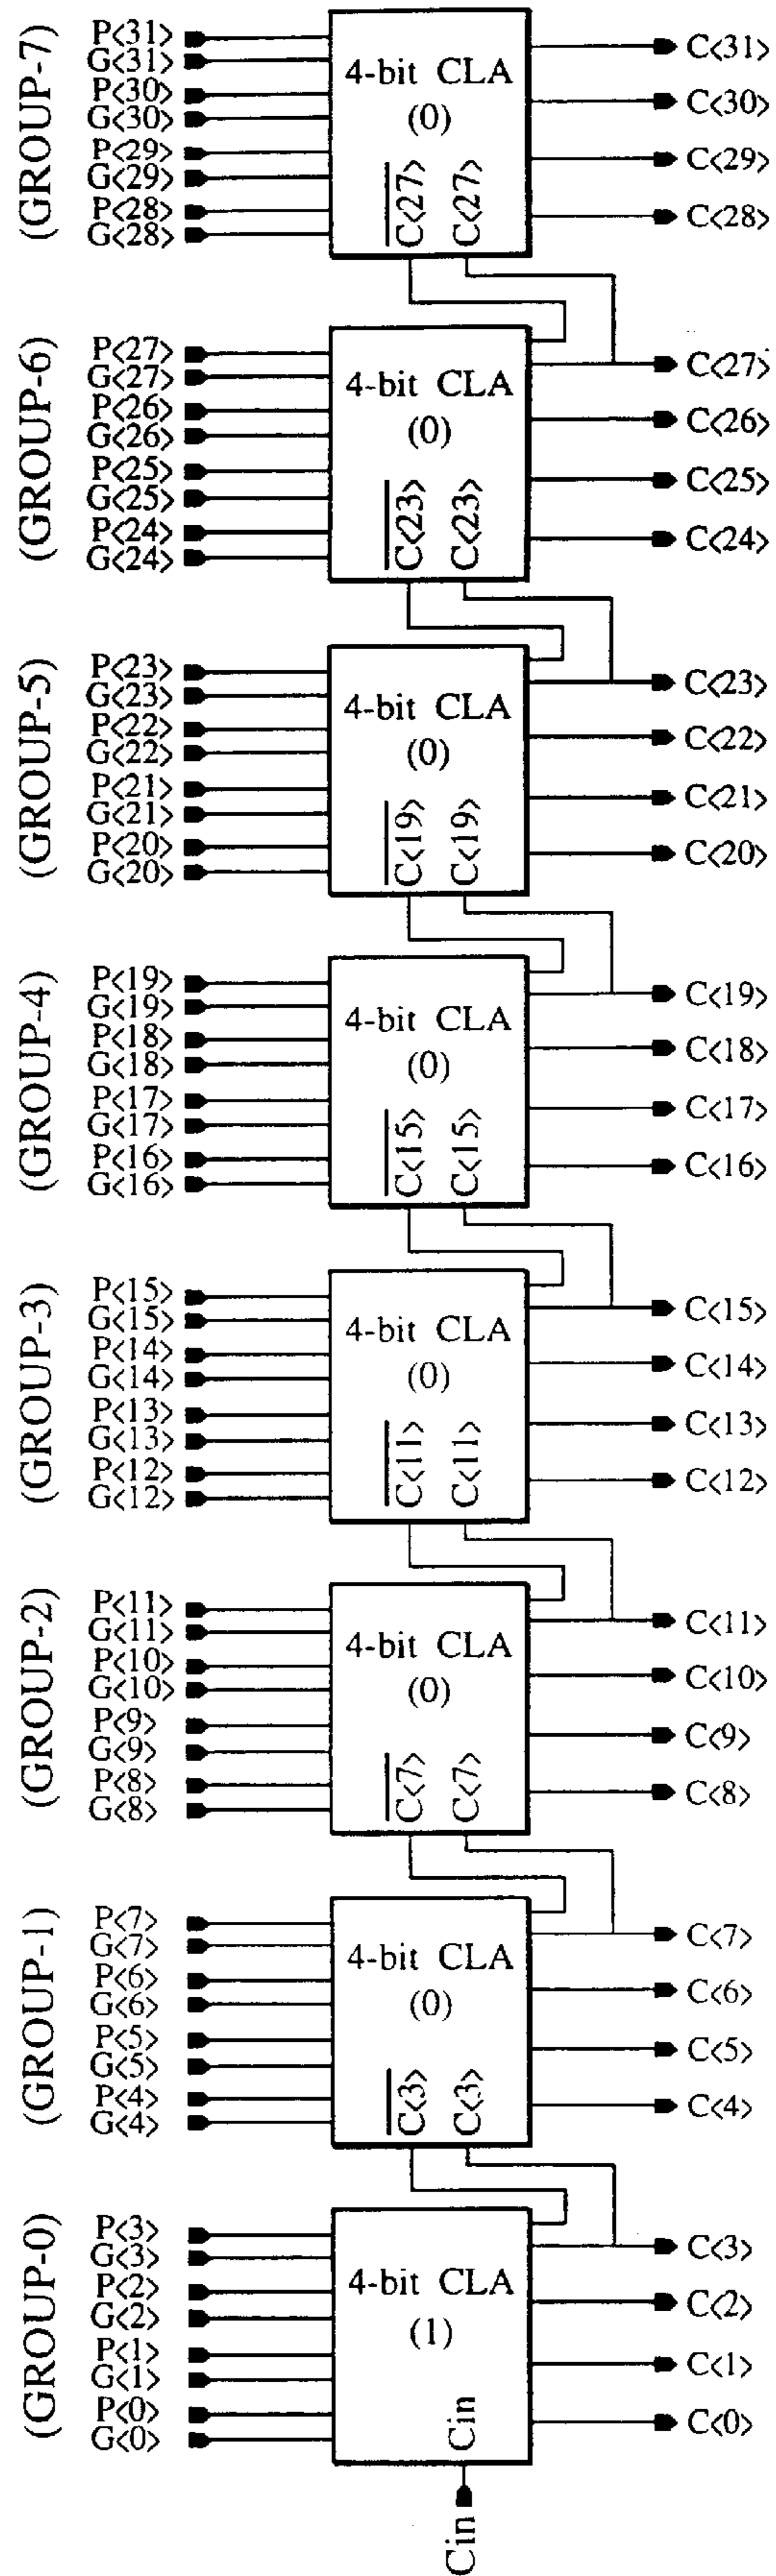 (GROUP-7)
P<31>
G<31>
P<30>
G<30>
P<29>
G<29>
P<28>
G<28>
4-bit CLA
(0)
C<27>
C<27>
C<31>
C<30>
C<29>
C<28>
(GROUP-6)
P<27>
G<27>
P<26>
G<26>
P<25>
G<25>
P<24>
G<24>
4-bit CLA
(0)
C<23>
C<23>
C<27>
C<26>
C<25>
C<24>
(GROUP-5)
P<23>
G<23>
P<22>
G<22>
P<21>
G<21>
P<20>
G<20>
4-bit CLA
(0)
C<19>
C<19>
C<23>
C<22>
C<21>
C<20>
(GROUP-4)
P<19>
G<19>
P<18>
G<18>
P<17>
G<17>
P<16>
G<16>
4-bit CLA
(0)
C<15>
C<15>
C<19>
C<18>
C<17>
C<16>
(GROUP-3)
P<15>
G<15>
P<14>
G<14>
P<13>
G<13>
P<12>
G<12>
4-bit CLA
(0)
C<11>
C<11>
C<15>
C<14>
C<13>
C<12>
(GROUP-2)
P<11>
G<11>
P<10>
G<10>
P<9>
G<9>
P<8>
G<8>
4-bit CLA
(0)
C<7>
C<7>
C<11>
C<10>
C<9>
C<8>
(GROUP-1)
P<7>
G<7>
P<6>
G<6>
P<5>
G<5>
P<4>
G<4>
4-bit CLA
(0)
C<3>
C<3>
C<7>
C<6>
C<5>
C<4>
(GROUP-0)
P<3>
G<3>
P<2>
G<2>
P<1>
G<1>
P<0>
G<0>
4-bit CLA
(1)
Cin
C<3>
C<2>
C<1>
C<0>
Cin